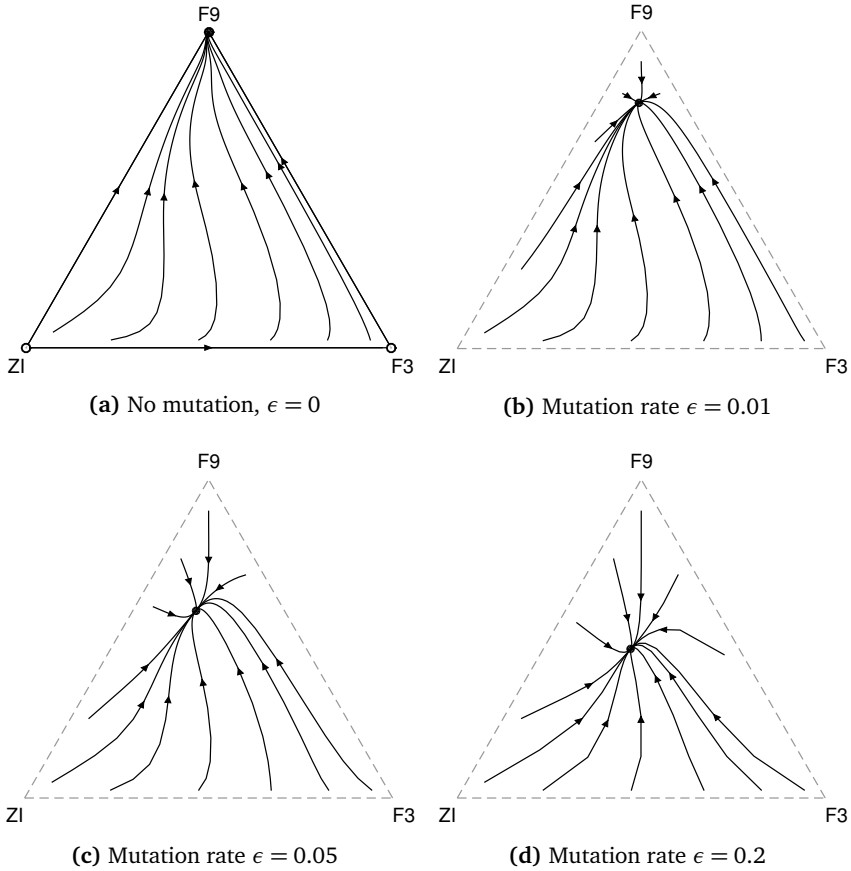 F9
ZI
F3
(a) No mutation, ϵ = 0
F9
ZI
F3
(b) Mutation rate ϵ = 0.01
F9
ZI
F3
(c) Mutation rate ϵ = 0.05
F9
ZI
F3
(d) Mutation rate ϵ = 0.2